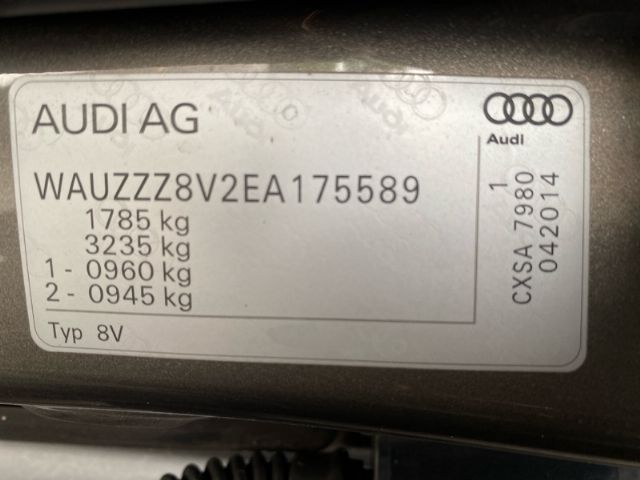 AUDI AG
Audi
WAUZZZ8V2EA175589
1785 kg
3235 kg
1 - 0960 kg
2 - 0945 kg
Typ 8V
1
CXSA 7980
042014